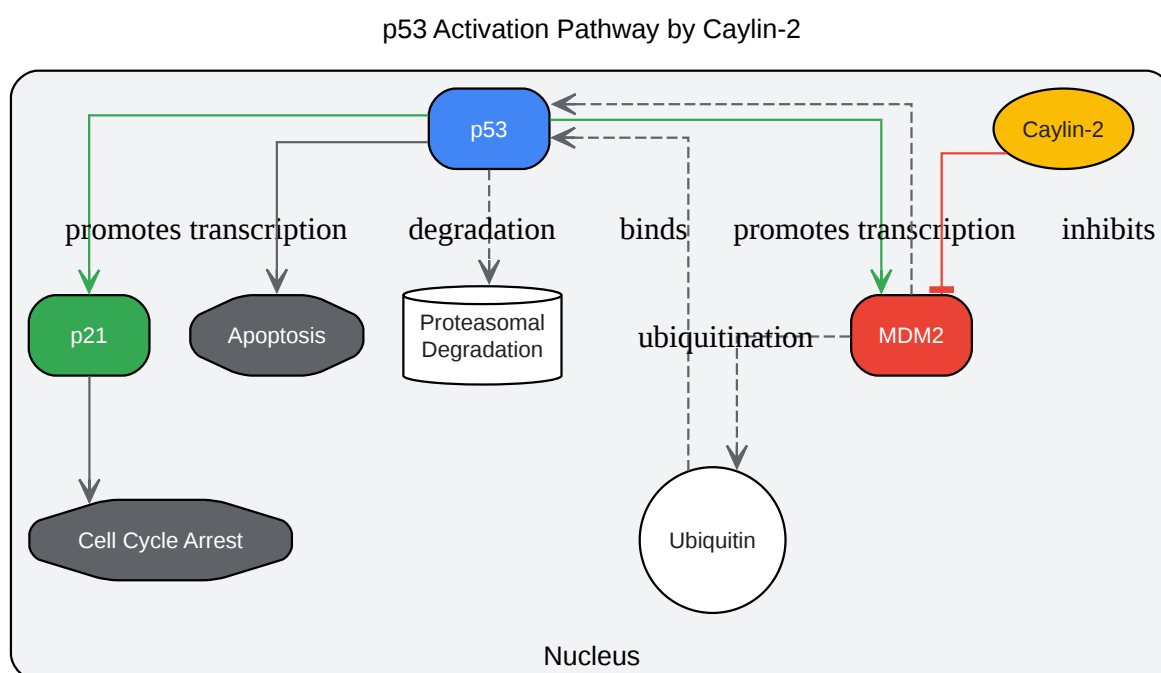 p53 Activation Pathway by Caylin-2
p53
Caylin-2
promotes transcription
degradation
binds
promotes transcription
inhibits
p21
Apoptosis
Proteasomal
Degradation
ubiquitination
MDM2
Cell Cycle Arrest
Ubiquitin
Nucleus